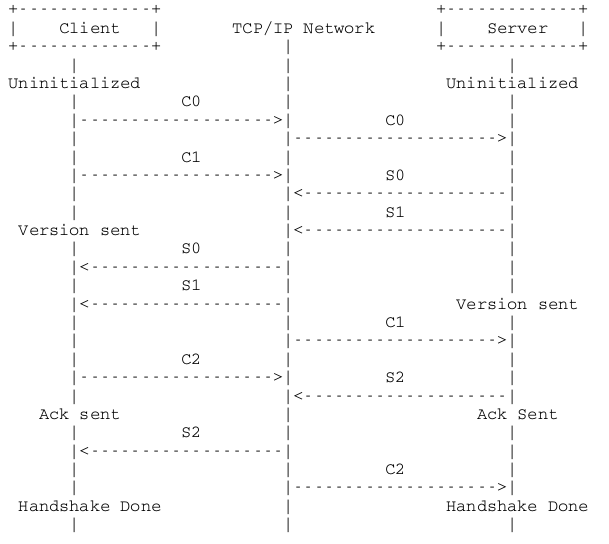 Client TCP/IP Network Server
Uninitialized Uninitialized
C0
C0
C1
S0
S1
Version sent
S0
S1
Version sent
C1
C2
S2
Ack sent Ack Sent
S2
C2
Handshake Done Handshake Done